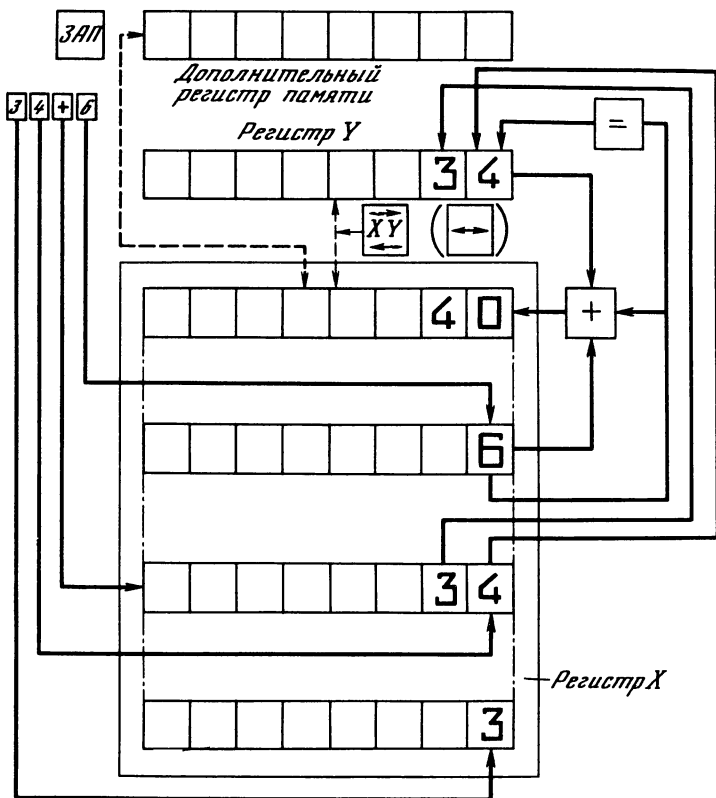 ЗАП
Дополнительный
регистр памяти
3 4 + 6
Регистр Y
=
3 4
XY
( )
4 0
+
6
3 4
Регистр X
3